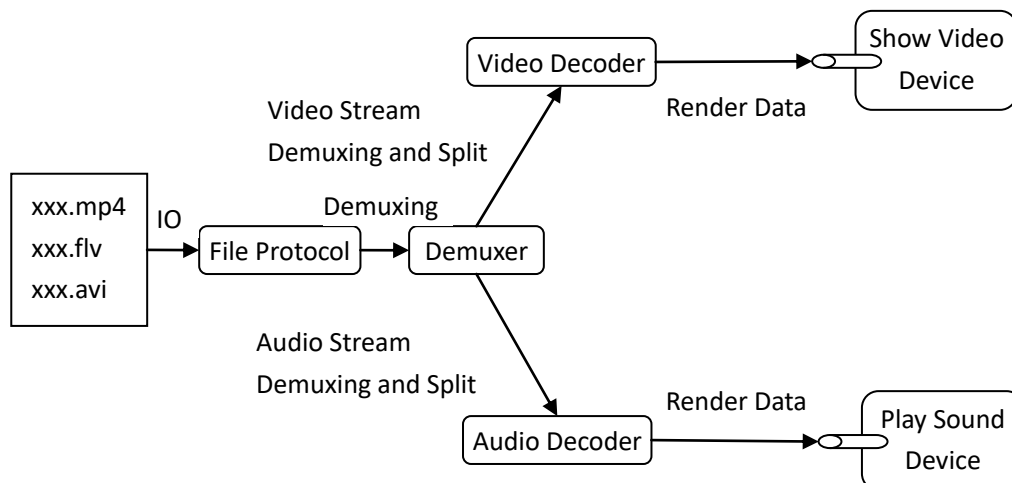 Show Video
Device
Video Decoder
Render Data
Video Stream
Demuxing and Split
xxx.mp4
xxx.flv
xxx.avi
IO
File Protocol
Demuxing
Demuxer
Audio Stream
Demuxing and Split
Audio Decoder
Render Data
Play Sound
Device